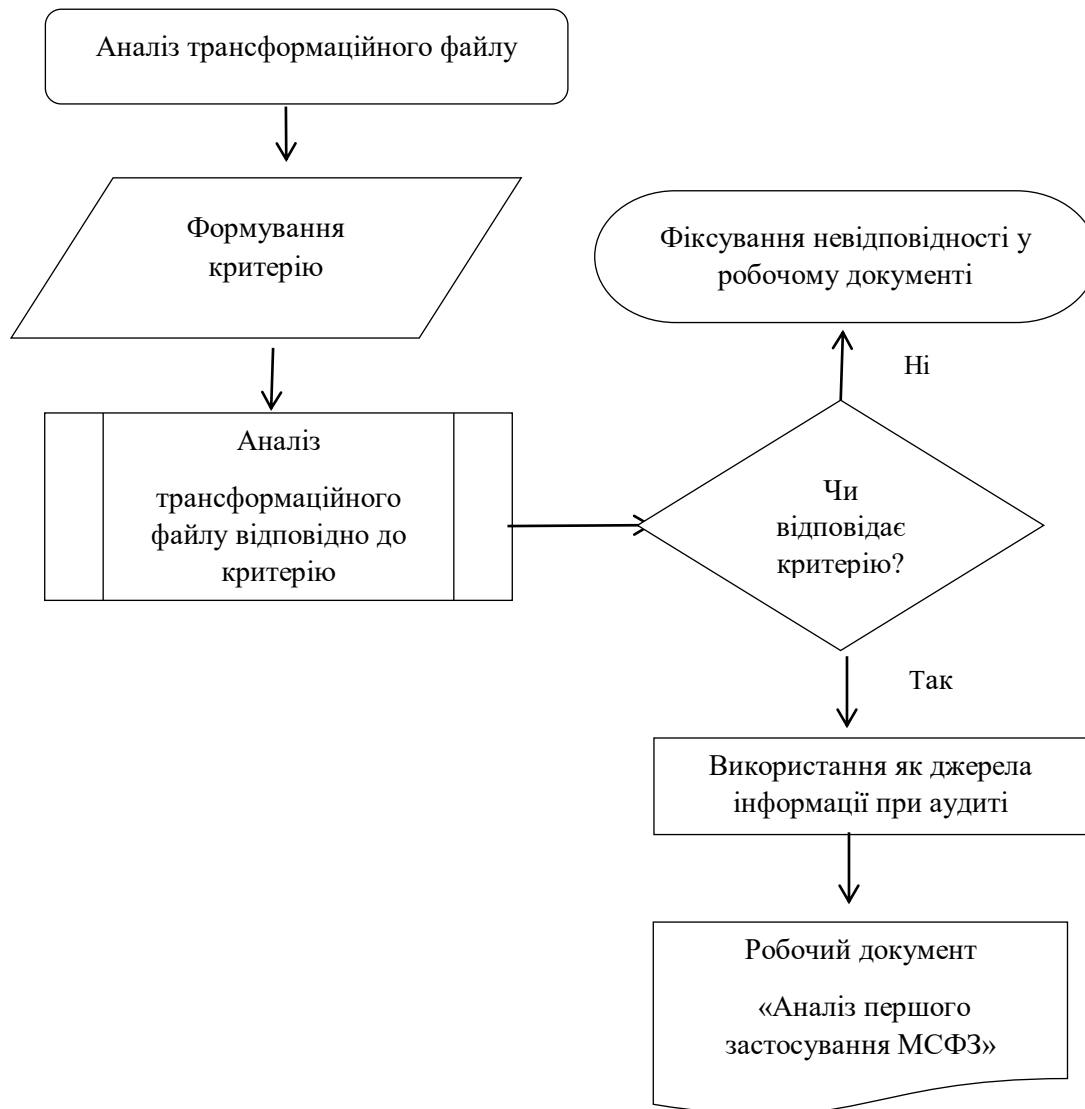 Аналіз трансформаційного файлу
Формування
критерію
Фіксування невідповідності у
робочому документі
Ні
Аналіз
трансформаційного
файлу відповідно до
критерію
Чи
відповідає
критерію?
Так
Використання як джерела
інформації при аудиті
Робочий документ
«Аналіз першого
застосування МСФЗ»